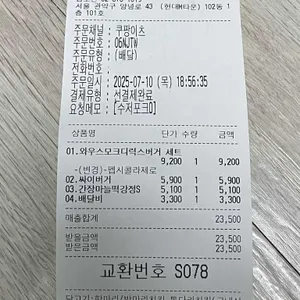 서울 관악구 양녕로 43 (현대H타운) 102동 1
층 101호
주문채널 : 쿠팡이츠
주문번호 : 06NJTW
주문유형 : (배달)
전화번호 :
주문일시 : 2025-07-10 (목) 18:56:35
결제유형 : 선결제완료
요청메모 : [수저포크O]
상품명 단가 수량 금액
01.와우스모크디럭스버거 세트
9,200 1 9,200
-(변경)-펩시콜라제로
02.싸이버거 5,900 1 5,900
03.간장마늘떡강정S 5,100 1 5,100
04.배달비 3,300 1 3,300
매출합계 23,500
받을금액 23,500
받은금액 23,500
교환번호 S078